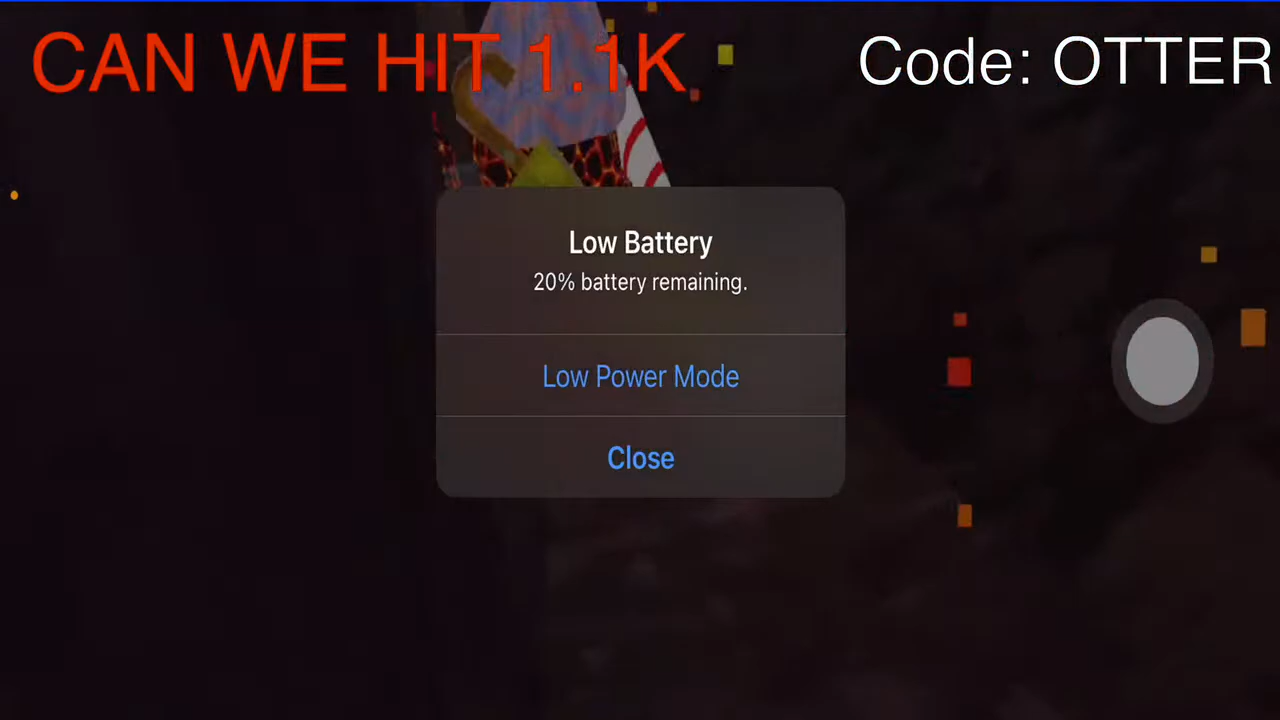 CAN WE HIT 1.1K
Code: OTTER
Low Battery
20% battery remaining.
Low Power Mode
Close